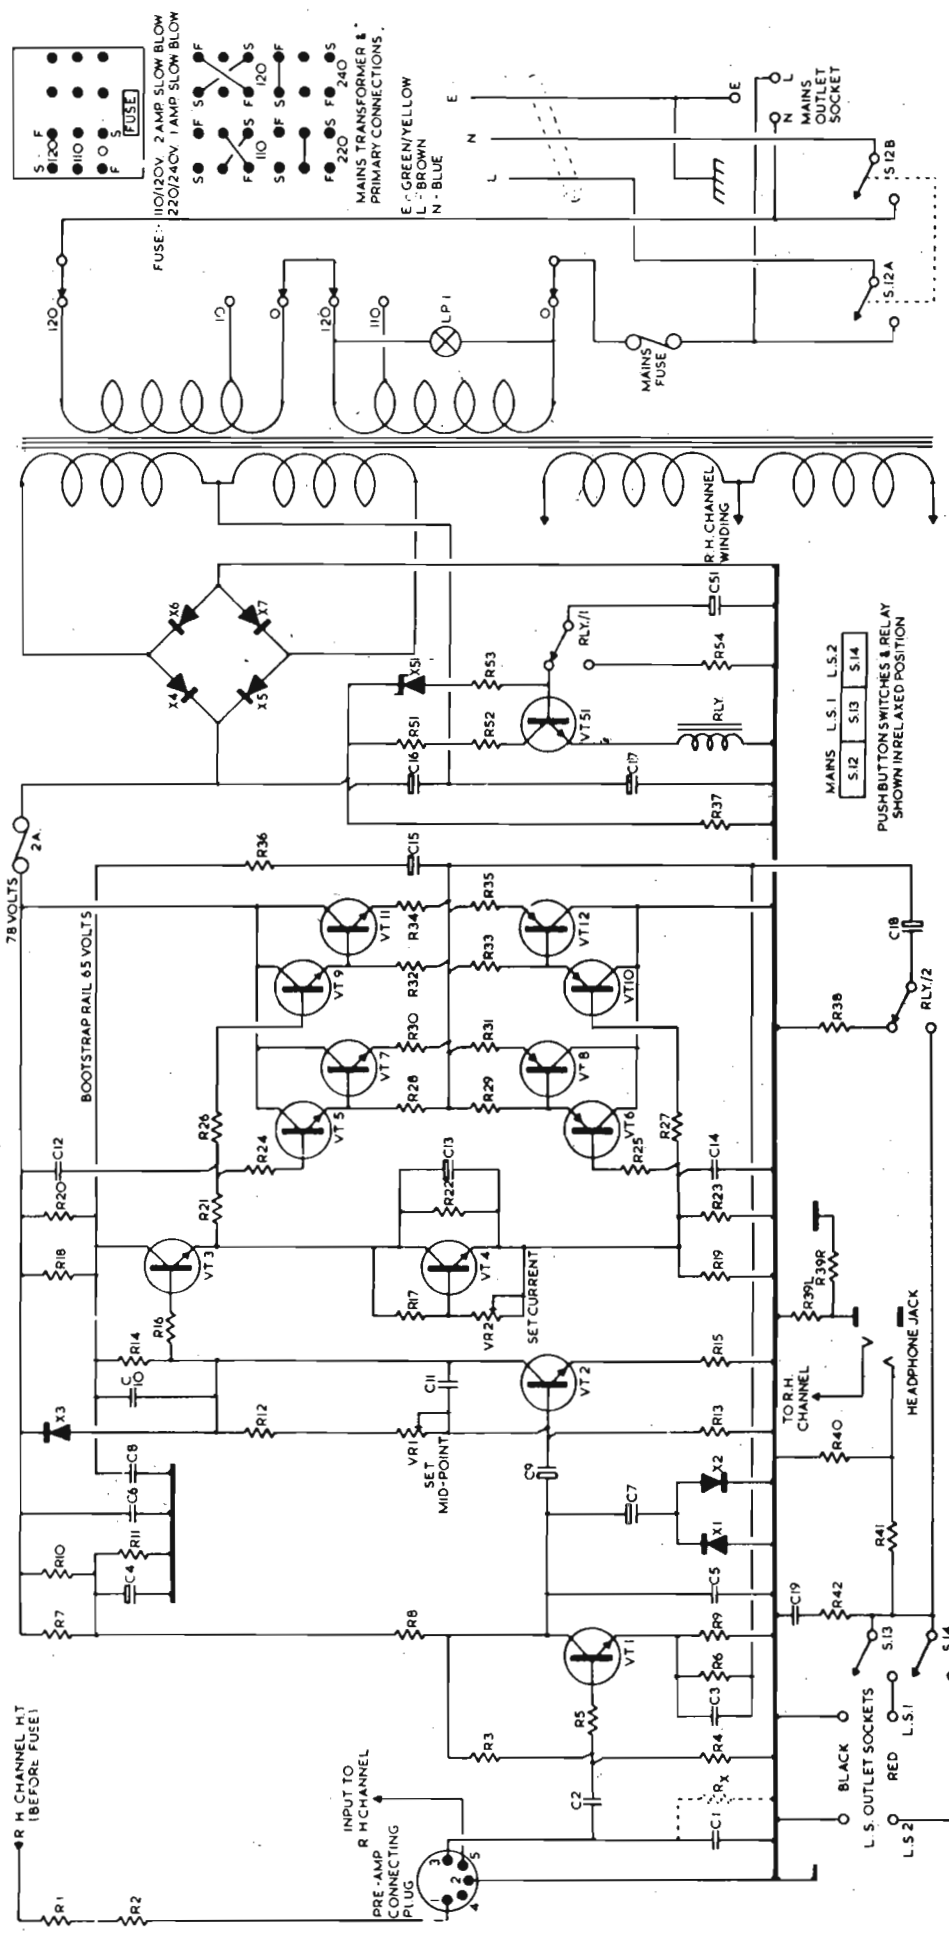 R H CHANNEL H.T
(BEFORE FUSE)
R1
R2
PRE-AMP
CONNECTING
PLUG
INPUT TO
R H CHANNEL
1
2
3
4
5
R7
R10
C4
R11
C6
C8
X3
C10
R14
R18
R20
C12
BOOTSTRAP RAIL 65 VOLTS
78 VOLTS
2A.
R16
VT3
R21
R26
R24
VT5
VT7
VT9
VT11
R36
X4
X6
X5
X7
R8
R12
VR1
SET
MID-POINT
C11
R17
VR2
SET CURRENT
VT4
R22
C13
R28
R30
R32
R34
C15
C16
R51
X51
R52
R53
R3
R5
C2
VT1
C9
VT2
VT6
VT8
VT10
VT12
R29
R31
R33
R35
R25
R27
C17
VT51
RLY./1
RLY.
C1
RX
R4
C3
R6
R9
C5
C7
X1
X2
R13
R15
R19
R23
C14
R37
R54
C51
R.H. CHANNEL
WINDING
C19
R42
R41
R40
TO R.H.
CHANNEL
R39L
R39R
HEADPHONE JACK
R38
RLY./2
C18
BLACK
L.S. OUTLET SOCKETS
RED
L.S.2
L.S.1
S.13
S.14
MAINS L.S.1 L.S.2
S.12 S.13 S.14
PUSH BUTTON SWITCHES & RELAY
SHOWN IN RELAXED POSITION
120
110
0
120
110
0
LP1
MAINS
FUSE
S.12A
S.12B
L
N
E
E
N
L
MAINS
OUTLET
SOCKET
S F
120
110
0
F S
FUSE
FUSE:- 110/120V. 2 AMP. SLOW BLOW
220/240V. 1 AMP. SLOW BLOW
S F S F
F S F S
110 120
S F S F
F S F S
220 240
MAINS TRANSFORMER &
PRIMARY CONNECTIONS.
E - GREEN/YELLOW
L - BROWN
N - BLUE